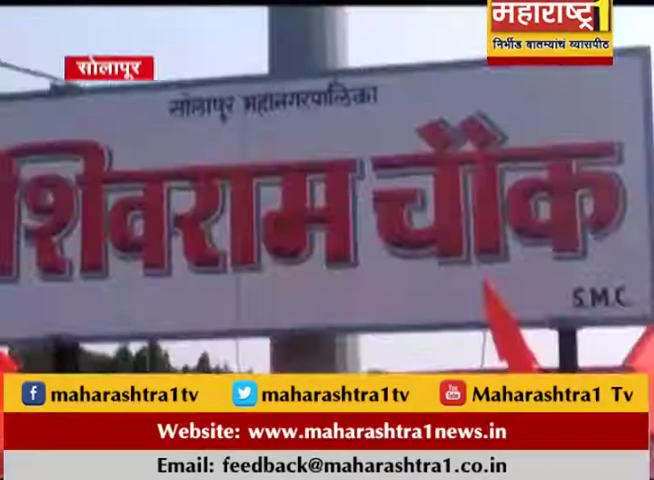 महाराष्ट्र1
निर्भीड बातम्यांचं व्यासपीठ
सोलापूर
सोलापूर महानगरपालिका
शिवराम चौक
S.M.C.
maharashtra1tv maharashtra1tv Maharashtra1 Tv
Website: www.maharashtra1news.in
Email: feedback@maharashtra1.co.in